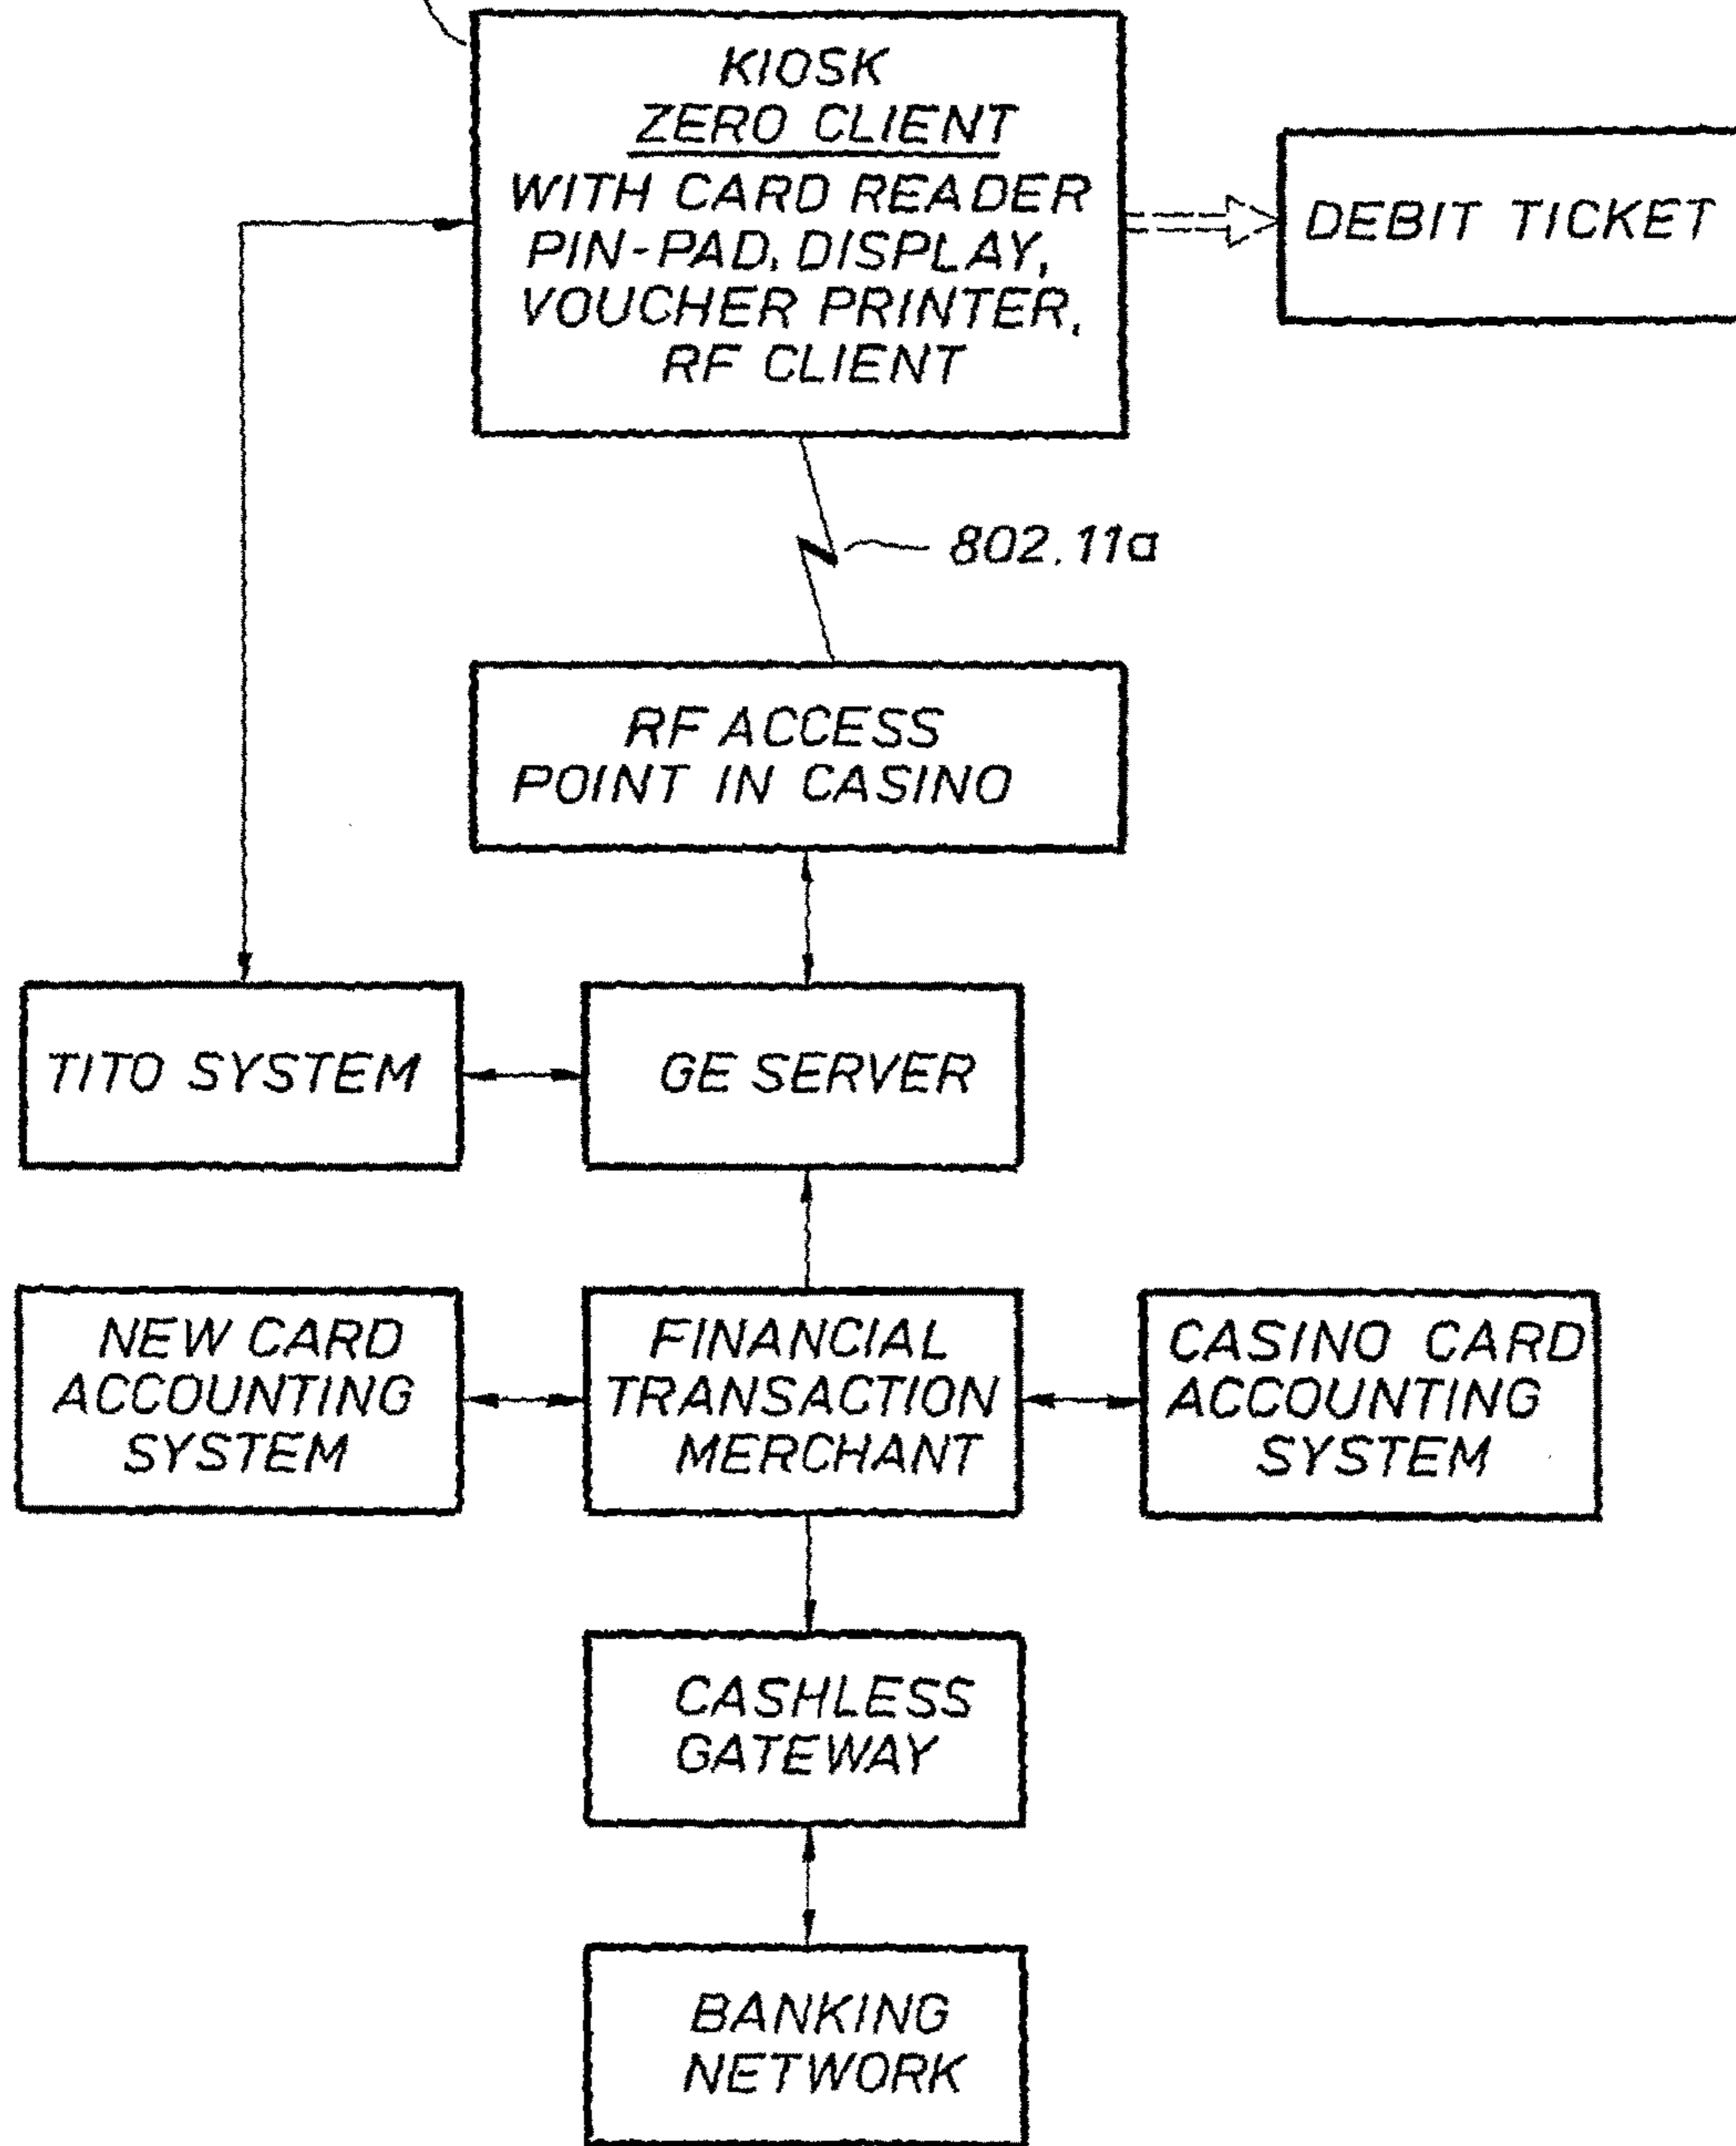 KIOSK
ZERO CLIENT
WITH CARD READER
PIN-PAD, DISPLAY,
VOUCHER PRINTER,
RF CLIENT
DEBIT TICKET
802.11a
RF ACCESS
POINT IN CASINO
TITO SYSTEM
GE SERVER
NEW CARD
ACCOUNTING
SYSTEM
FINANCIAL
TRANSACTION
MERCHANT
CASINO CARD
ACCOUNTING
SYSTEM
CASHLESS
GATEWAY
BANKING
NETWORK